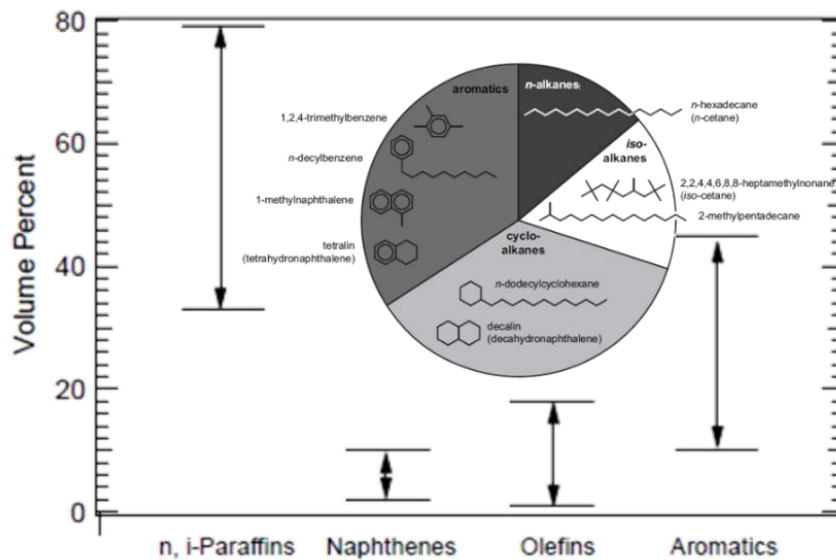 Volume Percent
80
60
40
20
0
n, i-Paraffins
Naphthenes
Olefins
Aromatics
aromatics
1,2,4-trimethylbenzene
n-decylbenzene
1-methylnaphthalene
tetralin
(tetrahydronaphthalene)
n-alkanes
n-hexadecane
(n-cetane)
iso-
alkanes
2,2,4,4,6,8,8-heptamethylnonane
(iso-cetane)
2-methylpentadecane
cyclo-
alkanes
n-dodecylcyclohexane
decalin
(decahydronaphthalene)